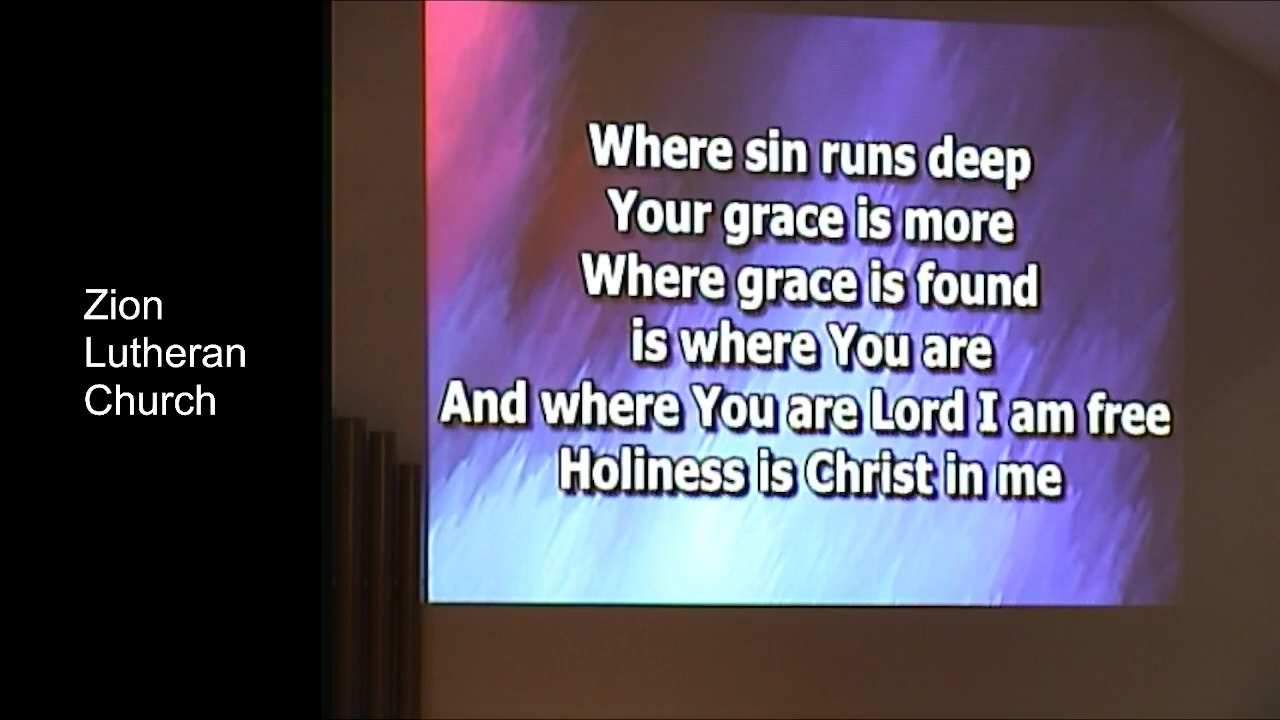 Zion
Lutheran
Church
Where sin runs deep
Your grace is more
Where grace is found
is where You are
And where You are Lord I am free
Holiness is Christ in me